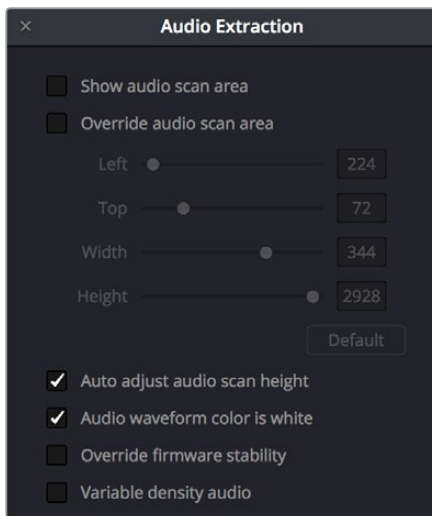 Audio Extraction
Show audio scan area
Override audio scan area
Left 224
Top 72
Width 344
Height 2928
Default
Auto adjust audio scan height
Audio waveform color is white
Override firmware stability
Variable density audio